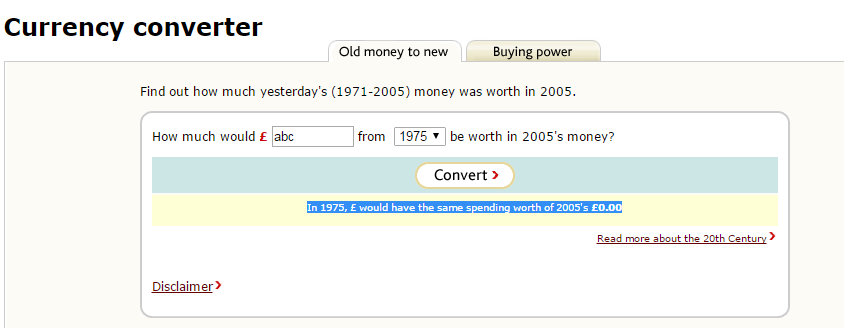 Currency converter
Old money to new Buying power
Find out how much yesterday's (1971-2005) money was worth in 2005.
How much would £ abc from 1975 be worth in 2005's money?
Convert
In 1975, £ would have the same spending worth of 2005's £0.00
Read more about the 20th Century
Disclaimer